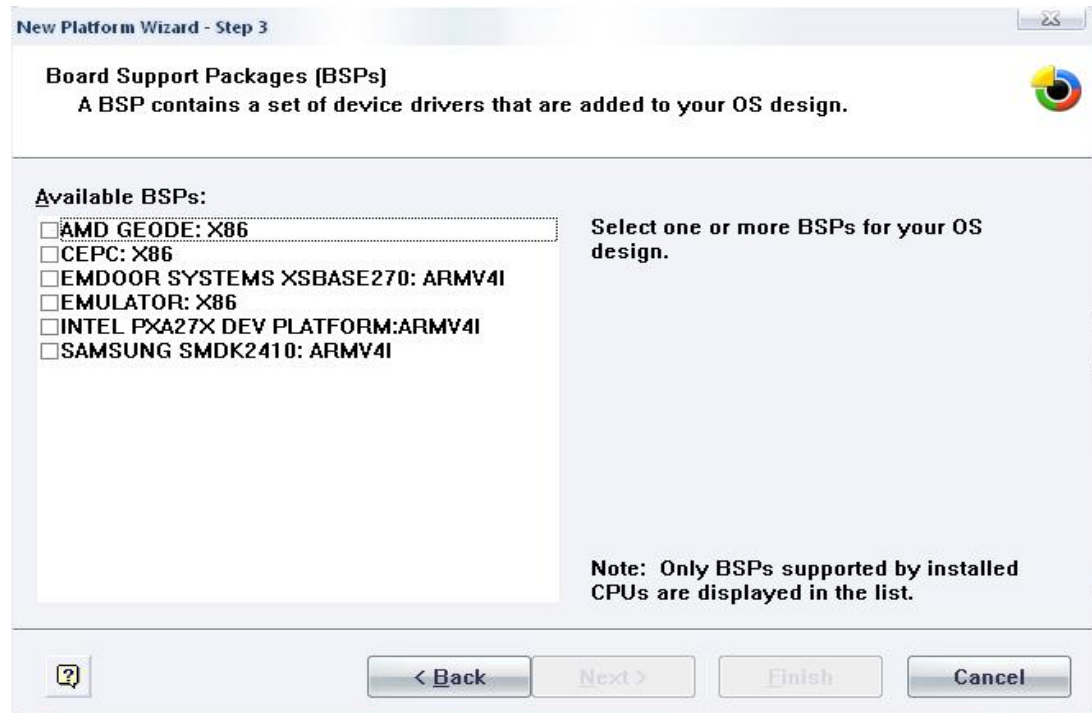 New Platform Wizard - Step 3
Board Support Packages (BSPs)
A BSP contains a set of device drivers that are added to your OS design.
Available BSPs:
AMD GEODE: X86
CEPC: X86
EMDOOR SYSTEMS XSBASE270: ARMV4I
EMULATOR: X86
INTEL PXA27X DEV PLATFORM:ARMV4I
SAMSUNG SMDK2410: ARMV4I
Select one or more BSPs for your OS
design.
Note: Only BSPs supported by installed
CPUs are displayed in the list.
< Back Next > Finish Cancel